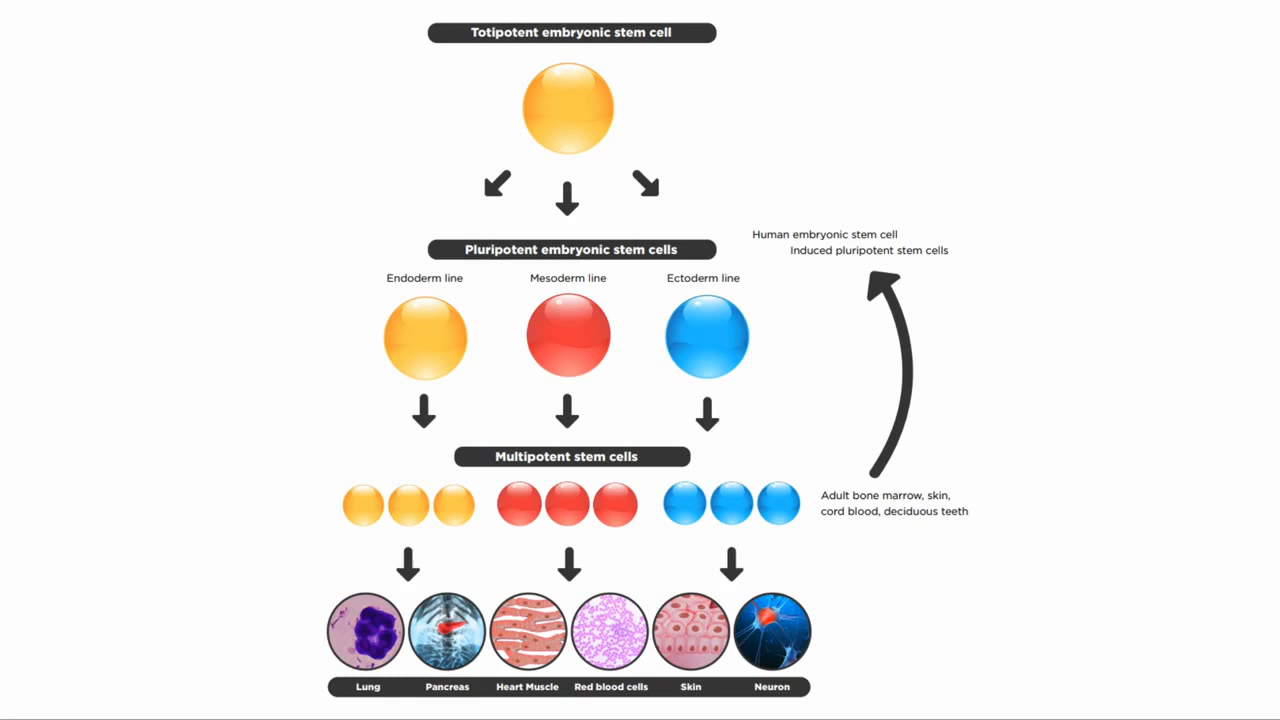 Totipotent embryonic stem cell
Human embryonic stem cell
Induced pluripotent stem cells
Pluripotent embryonic stem cells
Endoderm line
Mesoderm line
Ectoderm line
Multipotent stem cells
Adult bone marrow, skin,
cord blood, deciduous teeth
Lung
Pancreas
Heart Muscle
Red blood cells
Skin
Neuron